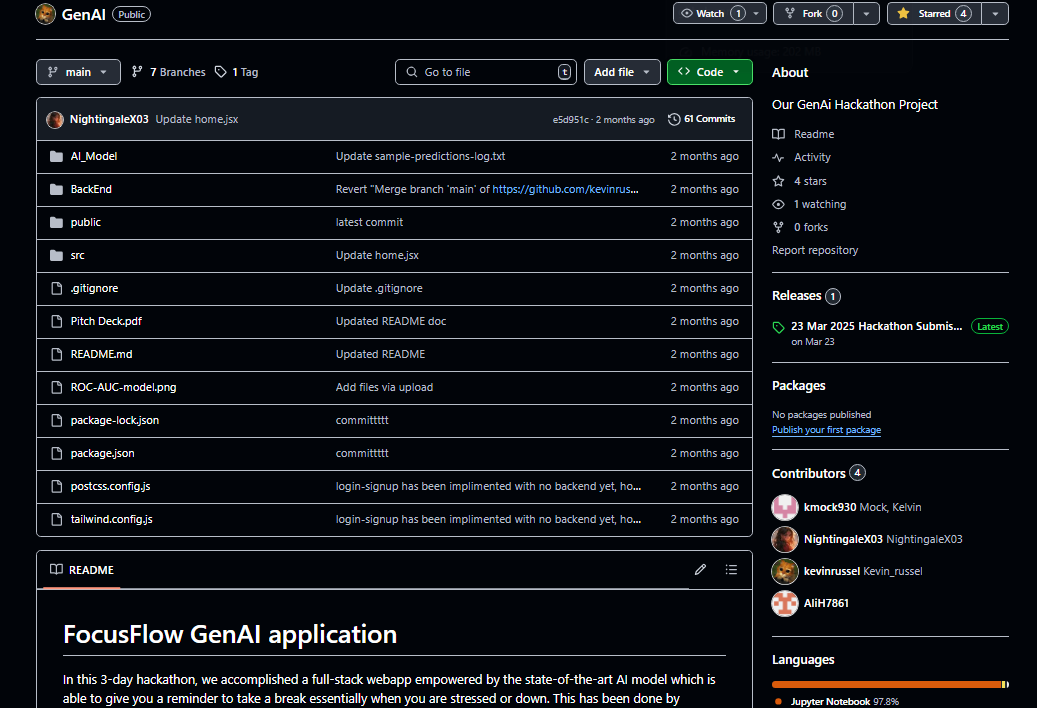 GenAI Public Watch 1 Fork 0 Starred 4
main 7 Branches 1 Tag Go to file t Add file Code
NightingaleX03 Update home.jsx e5d951c · 2 months ago 61 Commits
AI_Model Update sample-predictions-log.txt 2 months ago
BackEnd Revert "Merge branch 'main' of https://github.com/kevinrus... 2 months ago
public latest commit 2 months ago
src Update home.jsx 2 months ago
.gitignore Update .gitignore 2 months ago
Pitch Deck.pdf Updated README doc 2 months ago
README.md Updated README 2 months ago
ROC-AUC-model.png Add files via upload 2 months ago
package-lock.json committtttt 2 months ago
package.json committtttt 2 months ago
postcss.config.js login-signup has been implimented with no backend yet, ho... 2 months ago
tailwind.config.js login-signup has been implimented with no backend yet, ho... 2 months ago
README
FocusFlow GenAI application
In this 3-day hackathon, we accomplished a full-stack webapp empowered by the state-of-the-art AI model which is
able to give you a reminder to take a break essentially when you are stressed or down. This has been done by
About
Our GenAi Hackathon Project
Readme
Activity
4 stars
1 watching
0 forks
Report repository
Releases 1
23 Mar 2025 Hackathon Submis... Latest
on Mar 23
Packages
No packages published
Publish your first package
Contributors 4
kmock930 Mock, Kelvin
NightingaleX03 NightingaleX03
kevinrussel Kevin_russel
AliH7861
Languages
Jupyter Notebook 97.8%